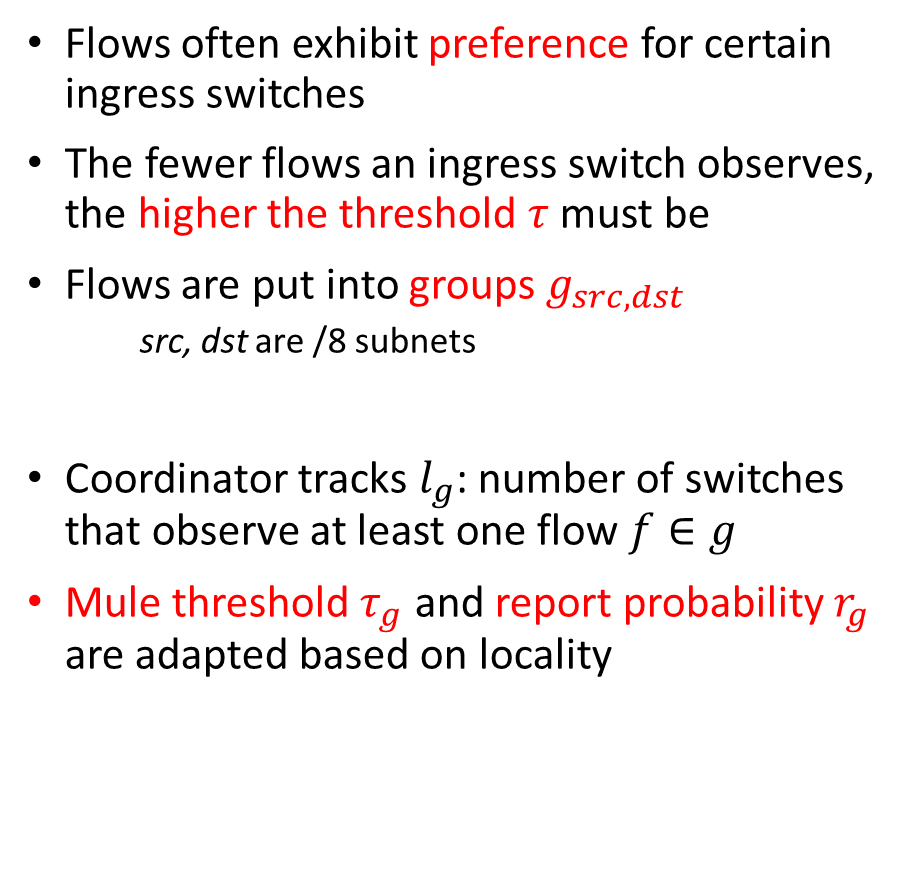 • Flows often exhibit preference for certain
ingress switches
• The fewer flows an ingress switch observes,
the higher the threshold τ must be
• Flows are put into groups g_{src,dst}
src, dst are /8 subnets
• Coordinator tracks l_g: number of switches
that observe at least one flow f ∈ g
• Mule threshold τ_g and report probability r_g
are adapted based on locality